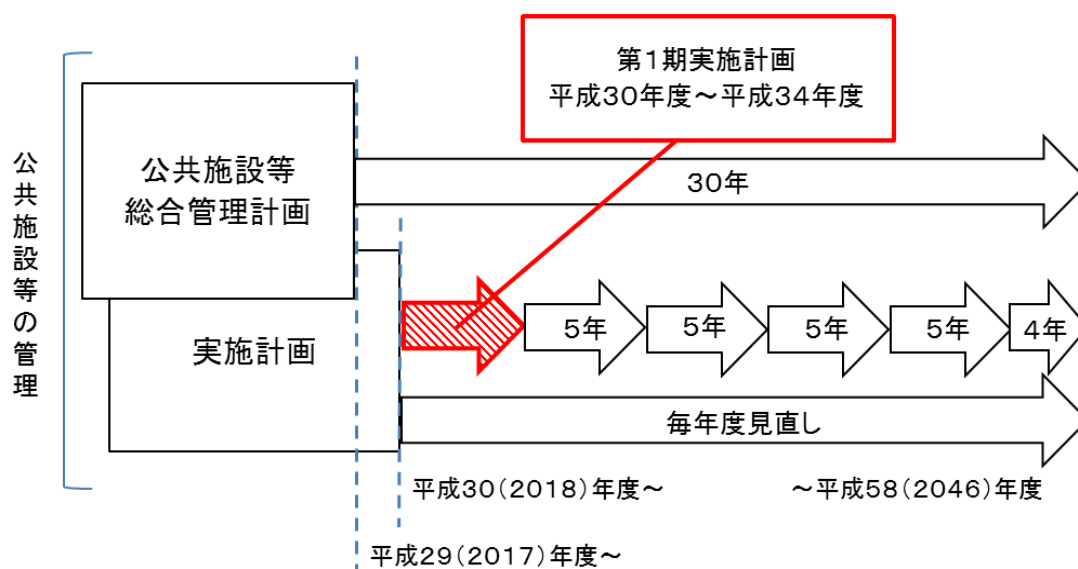 公共施設等の管理
第1期実施計画
平成30年度～平成34年度
公共施設等
総合管理計画
30年
実施計画
5年
5年
5年
5年
4年
毎年度見直し
平成30(2018)年度～
～平成58(2046)年度
平成29(2017)年度～